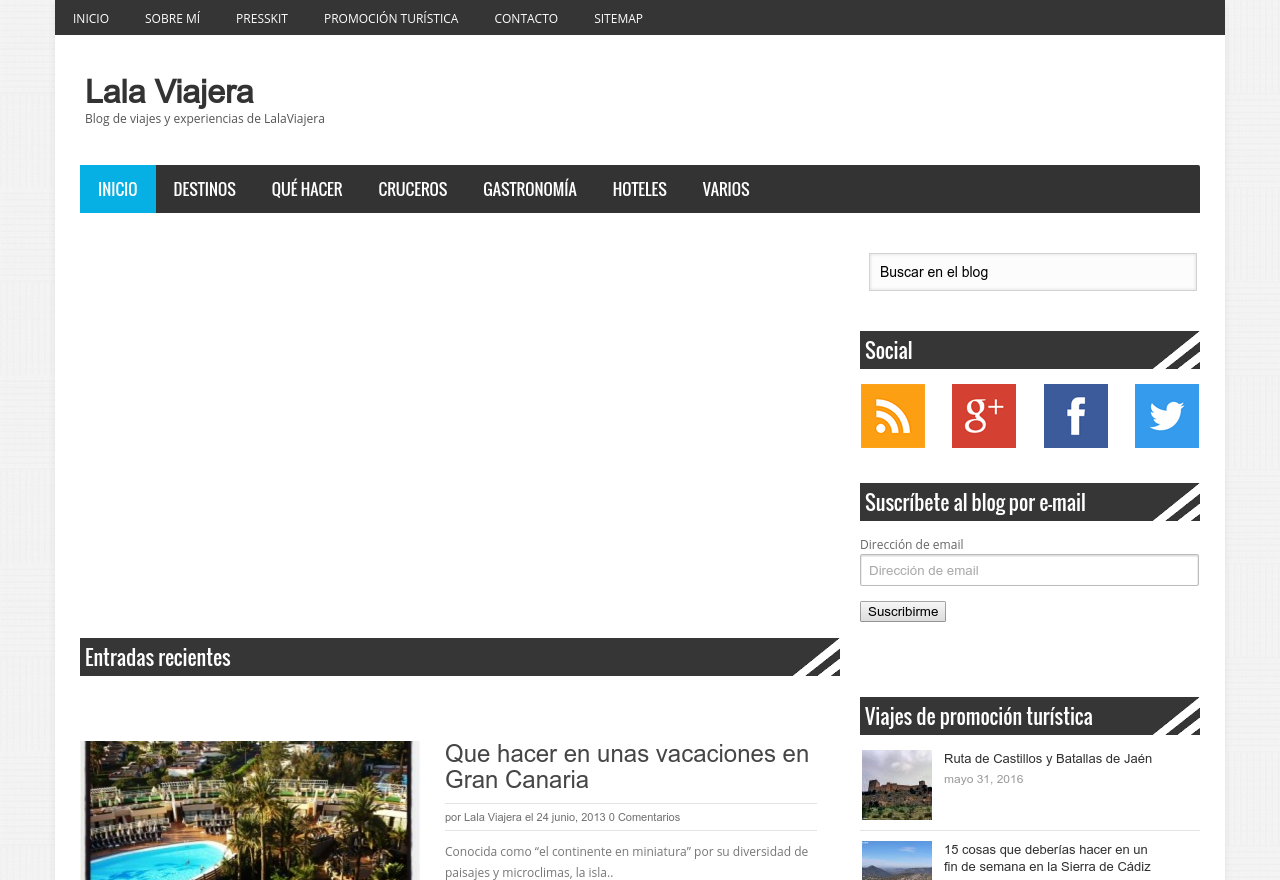 INICIO SOBRE MÍ PRESSKIT PROMOCIÓN TURÍSTICA CONTACTO SITEMAP
Lala Viajera
Blog de viajes y experiencias de LalaViajera
INICIO DESTINOS QUÉ HACER CRUCEROS GASTRONOMÍA HOTELES VARIOS
Buscar en el blog
Social
g+ f
Suscríbete al blog por e-mail
Dirección de email
Dirección de email
Suscribirme
Entradas recientes
Que hacer en unas vacaciones en
Gran Canaria
por Lala Viajera el 24 junio, 2013 0 Comentarios
Conocida como “el continente en miniatura” por su diversidad de
paisajes y microclimas, la isla..
Viajes de promoción turística
Ruta de Castillos y Batallas de Jaén
mayo 31, 2016
15 cosas que deberías hacer en un
fin de semana en la Sierra de Cádiz